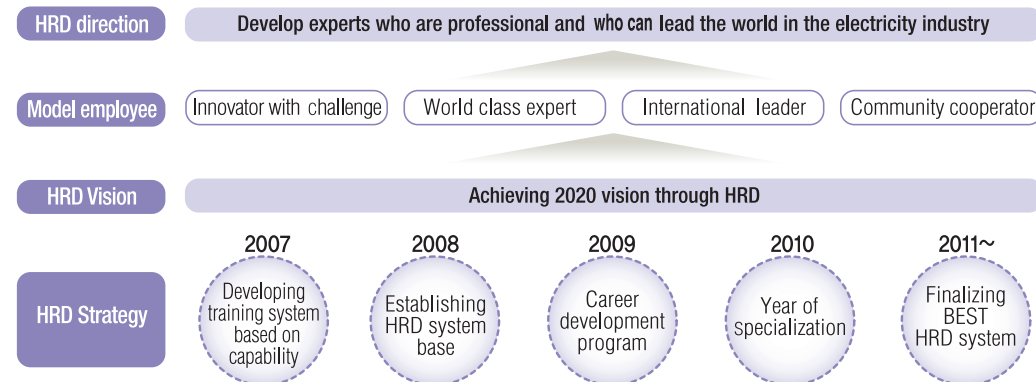 HRD direction
Develop experts who are professional and who can lead the world in the electricity industry
Model employee
Innovator with challenge
World class expert
International leader
Community cooperator
HRD Vision
Achieving 2020 vision through HRD
HRD Strategy
2007
Developing
training system
based on
capability
2008
Establishing
HRD system
base
2009
Career
development
program
2010
Year of
specialization
2011~
Finalizing
BEST
HRD system